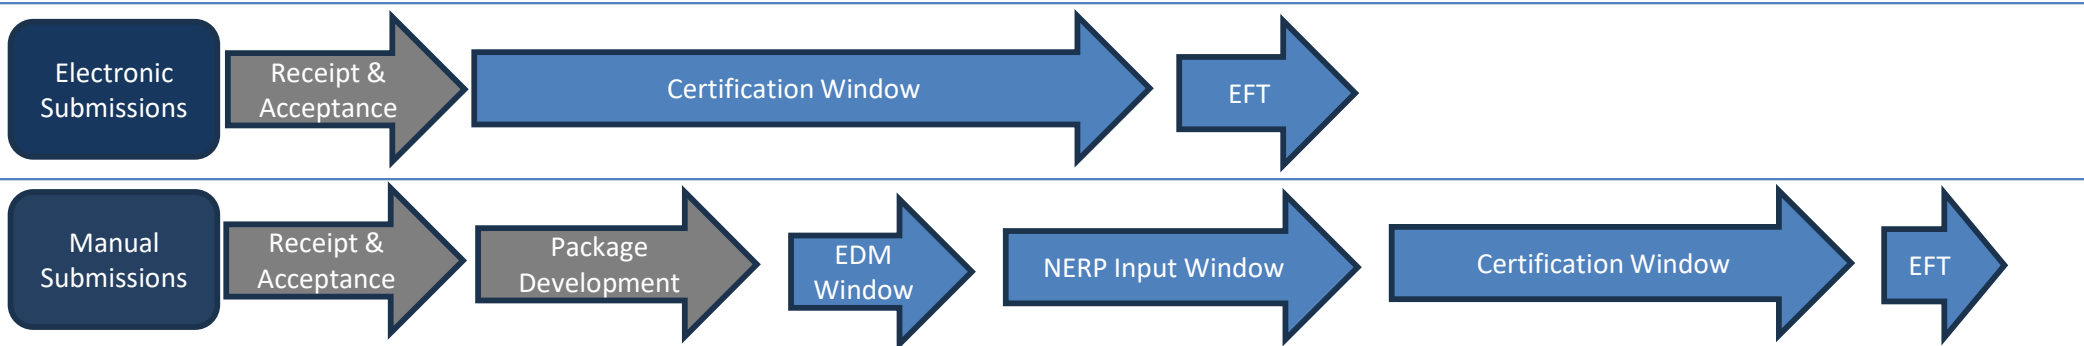 Electronic
Submissions
Receipt &
Acceptance
Certification Window
EFT
Manual
Submissions
Receipt &
Acceptance
Package
Development
EDM
Window
NERP Input Window
Certification Window
EFT